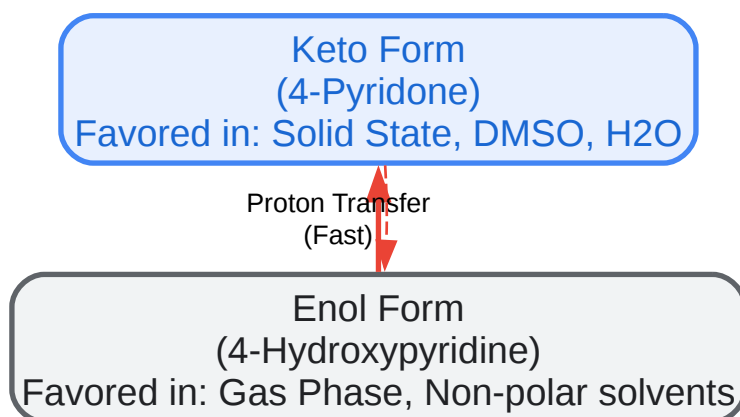 Keto Form
(4-Pyridone)
Favored in: Solid State, DMSO, H2O
Proton Transfer
(Fast)
Enol Form
(4-Hydroxypyridine)
Favored in: Gas Phase, Non-polar solvents